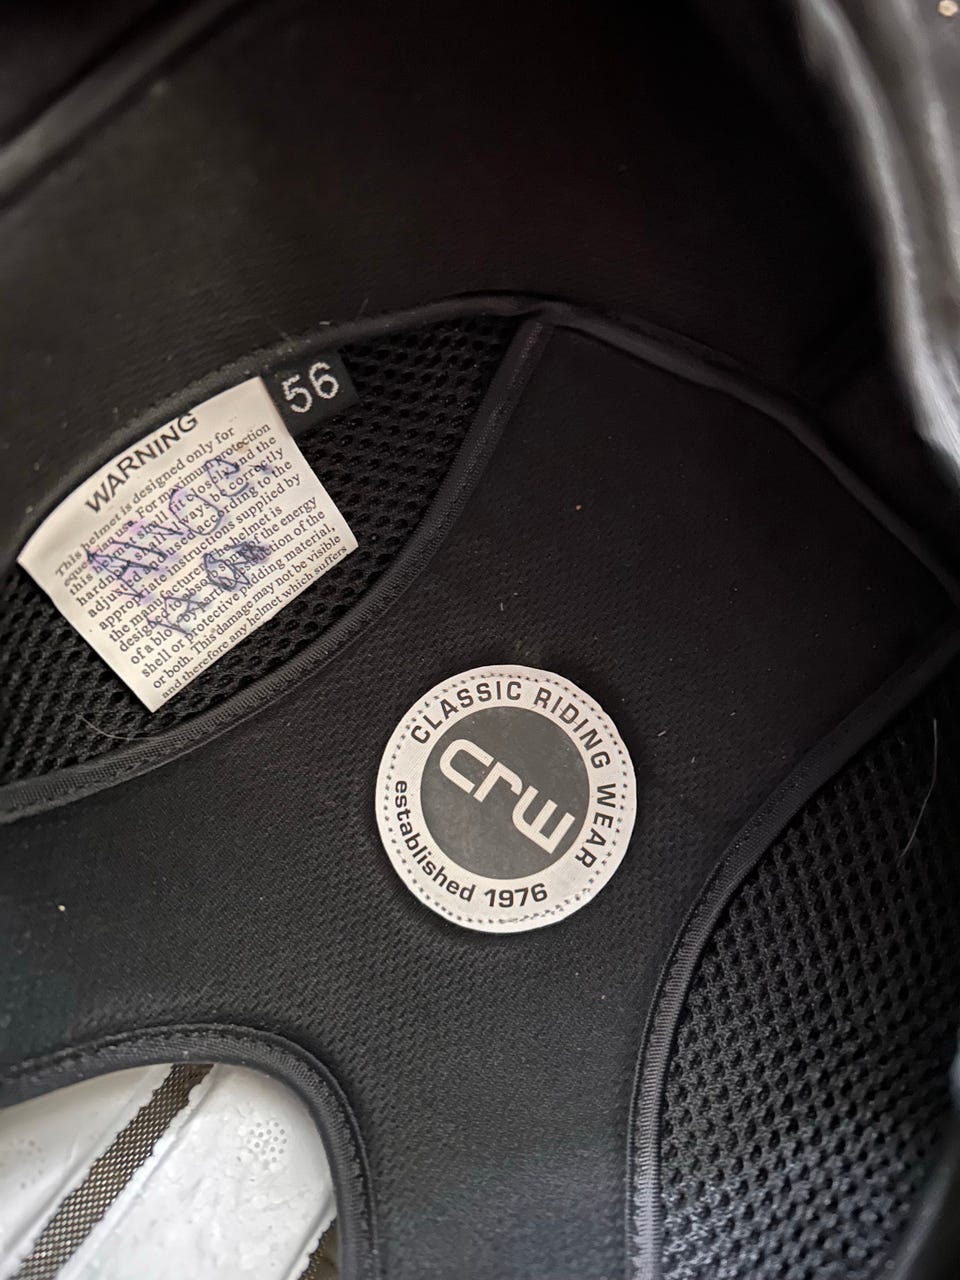 56
WARNING
This helmet is designed only for
equestrian use. For maximum protection
this helmet shall fit closely and the
harness shall always be correctly
adjusted and used according to the
appropriate instructions supplied by
the manufacturer. The helmet is
designed to of the energy
of a blow by partial destruction of the
shell or protective padding material,
or both. This damage may not be visible
and therefore any helmet which suffers
CLASSIC RIDING WEAR
crw
established 1976